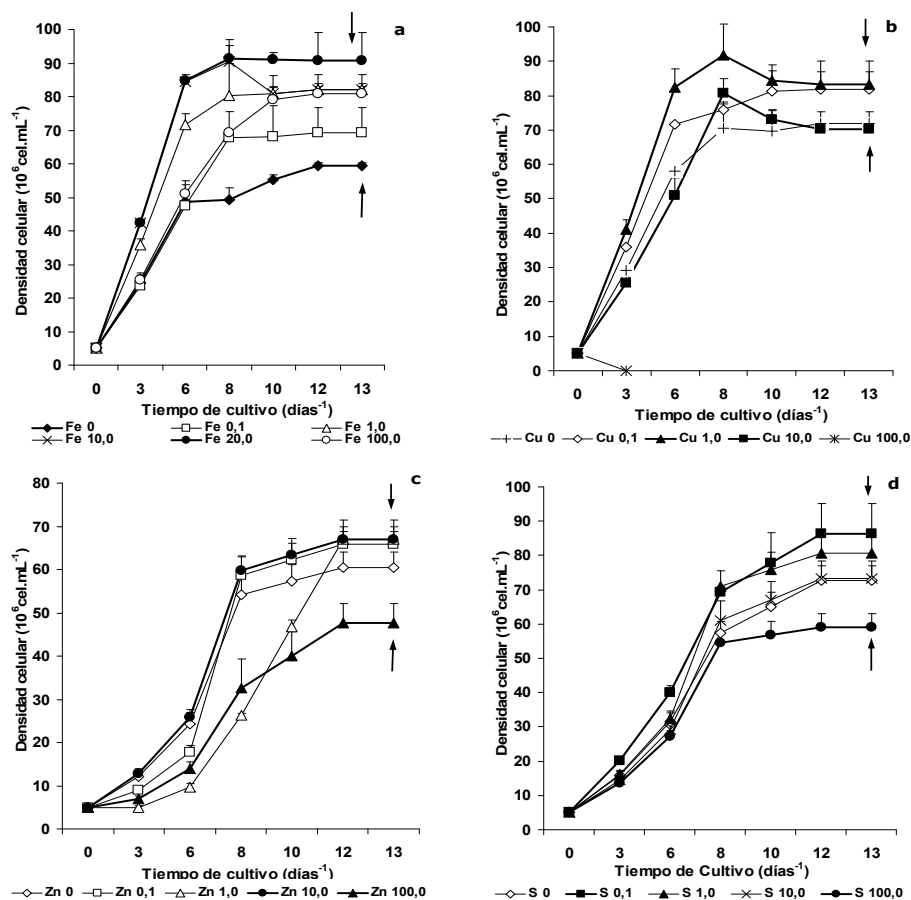 a
Densidad celular (10⁶cel.mL⁻¹)
100
90
80
70
60
50
40
30
20
10
0
0 3 6 8 10 12 13
Tiempo de cultivo (días⁻¹)
Fe 0 Fe 0,1 Fe 1,0
Fe 10,0 Fe 20,0 Fe 100,0
b
Densidad celular (10⁶cel.mL⁻¹)
100
90
80
70
60
50
40
30
20
10
0
0 3 6 8 10 12 13
Tiempo de cultivo (días⁻¹)
Cu 0 Cu 0,1 Cu 1,0 Cu 10,0 Cu 100,0
c
Densidad celular (10⁶cel.mL⁻¹)
80
70
60
50
40
30
20
10
0
0 3 6 8 10 12 13
Tiempo de cultivo (días⁻¹)
Zn 0 Zn 0,1 Zn 1,0 Zn 10,0 Zn 100,0
d
Densidad celular (10⁶cel.mL⁻¹)
100
90
80
70
60
50
40
30
20
10
0
0 3 6 8 10 12 13
Tiempo de Cultivo (días⁻¹)
S 0 S 0,1 S 1,0 S 10,0 S 100,0